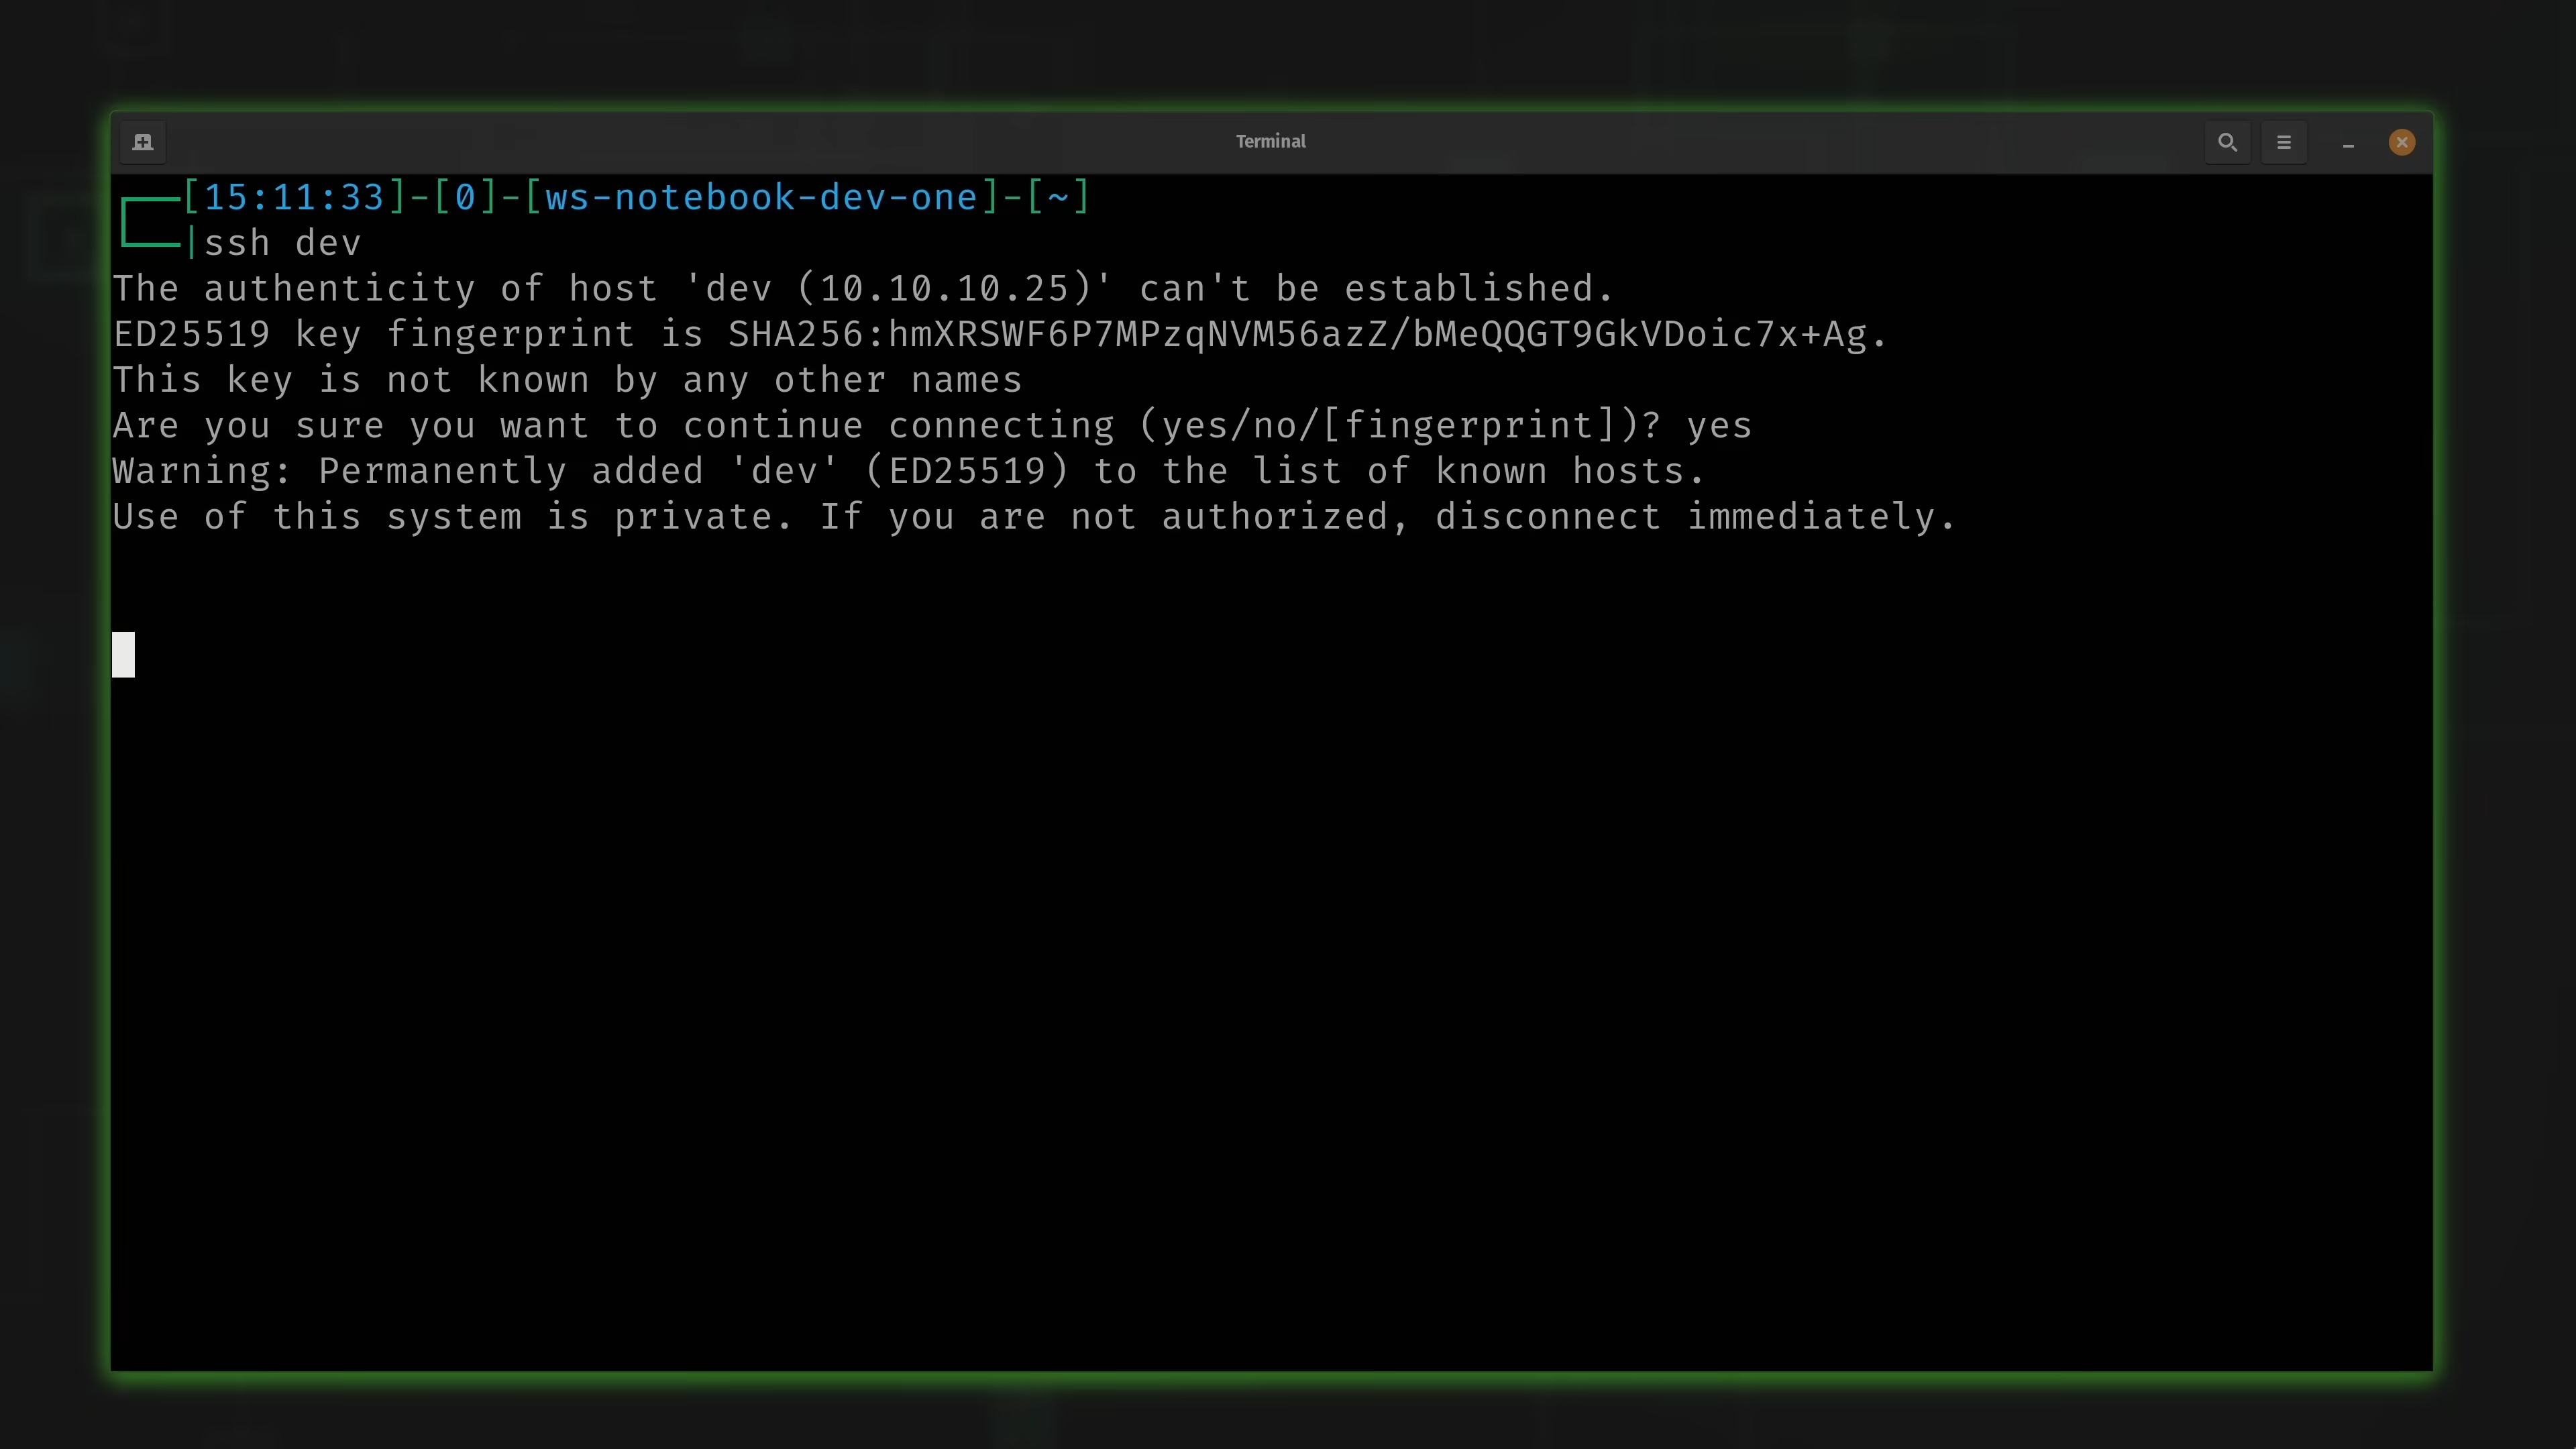 Terminal
[15:11:33]-[0]-[ws-notebook-dev-one]-[~]
|ssh dev
The authenticity of host 'dev (10.10.10.25)' can't be established.
ED25519 key fingerprint is SHA256:hmXRSWF6P7MPzqNVM56azZ/bMeQQGT9GkVDoic7x+Ag.
This key is not known by any other names
Are you sure you want to continue connecting (yes/no/[fingerprint])? yes
Warning: Permanently added 'dev' (ED25519) to the list of known hosts.
Use of this system is private. If you are not authorized, disconnect immediately.